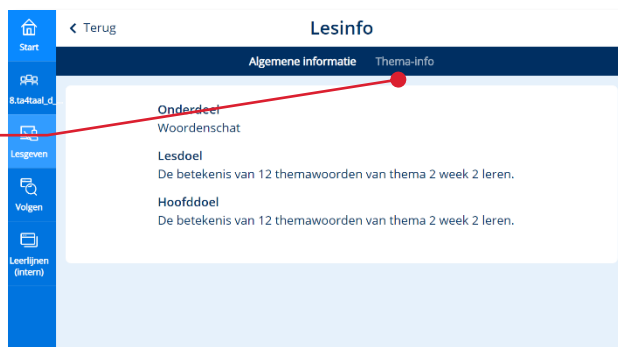 Start
8.ta4taal_d_
Lesgeven
Volgen
Leerlijnen
(intern)
Terug
Lesinfo
Algemene informatie Thema-info
Onderdeel
Woordenschat
Lesdoel
De betekenis van 12 themawoorden van thema 2 week 2 leren.
Hoofddoel
De betekenis van 12 themawoorden van thema 2 week 2 leren.